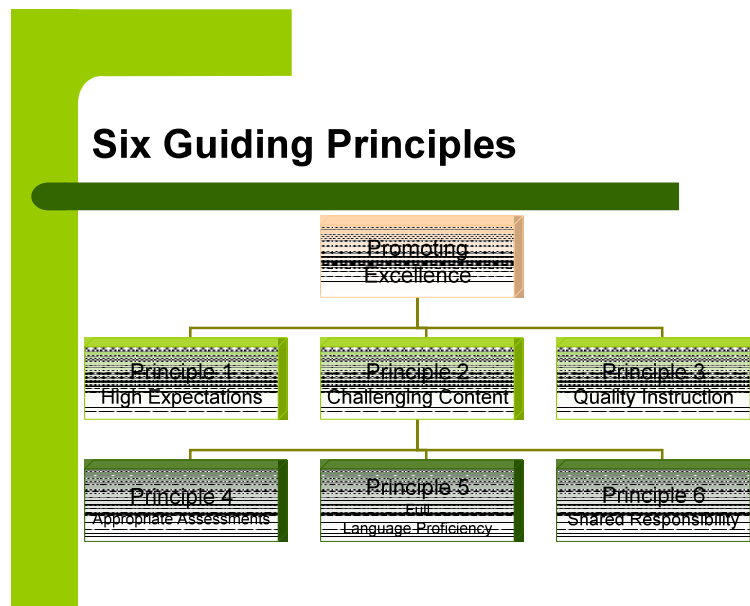 Six Guiding Principles
Promoting
Excellence
Principle 1
High Expectations
Principle 2
Challenging Content
Principle 3
Quality Instruction
Principle 4
Appropriate Assessments
Principle 5
Full
Language Proficiency
Principle 6
Shared Responsibility